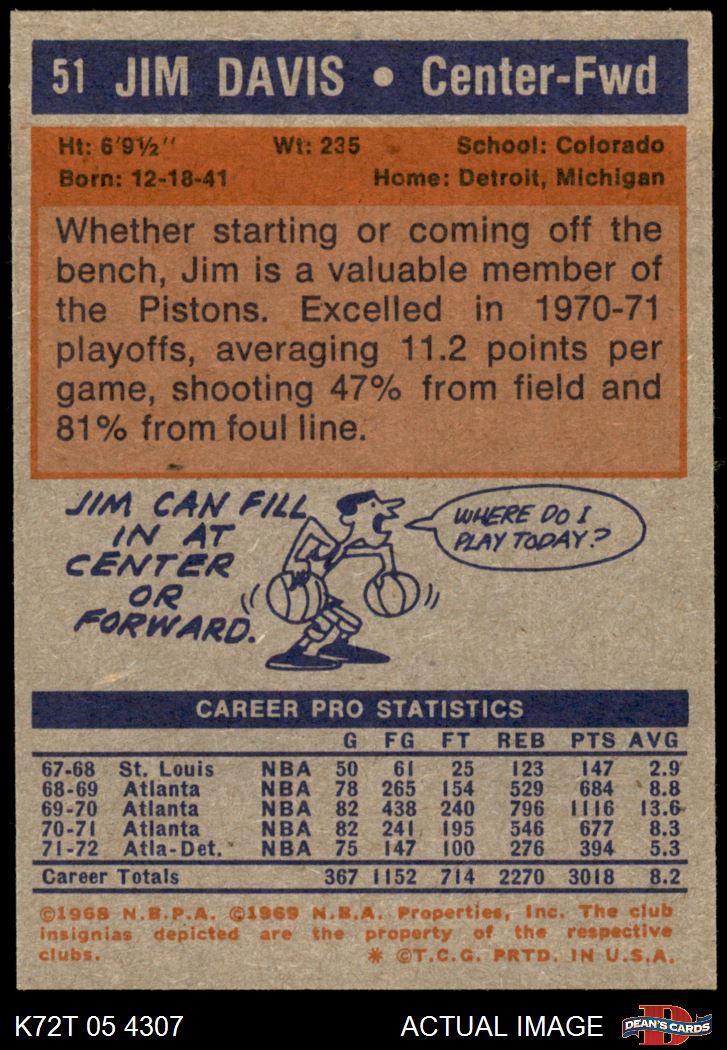 51 JIM DAVIS • Center-Fwd
Ht: 6'9½" Wt: 235 School: Colorado
Born: 12-18-41 Home: Detroit, Michigan
Whether starting or coming off the
bench, Jim is a valuable member of
the Pistons. Excelled in 1970-71
playoffs, averaging 11.2 points per
game, shooting 47% from field and
81% from foul line.
JIM CAN FILL
IN AT
CENTER
OR
FORWARD.
WHERE DO I
PLAY TODAY?
CAREER PRO STATISTICS
G FG FT REB PTS AVG
67-68 St. Louis NBA 50 61 25 123 147 2.9
68-69 Atlanta NBA 78 265 154 529 684 8.8
69-70 Atlanta NBA 82 438 240 796 1116 13.6
70-71 Atlanta NBA 82 241 195 546 677 8.3
71-72 Atla-Det. NBA 75 147 100 276 394 5.3
Career Totals 367 1152 714 2270 3018 8.2
©1968 N.B.P.A. ©1969 N.B.A. Properties, Inc. The club
insignias depicted are the property of the respective
clubs. * ©T.C.G. PRTD. IN U.S.A.
K72T 05 4307 ACTUAL IMAGE D DEAN'S CARDS